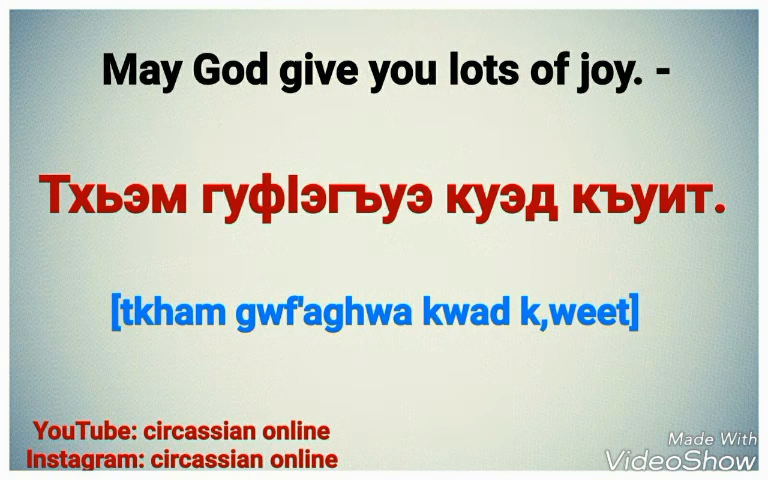 May God give you lots of joy. -
Тхьэм гуфӀэгъуэ куэд къуит.
[tkham gwf'aghwa kwad k,weet]
YouTube: circassian online
Instagram: circassian online
Made With
VideoShow